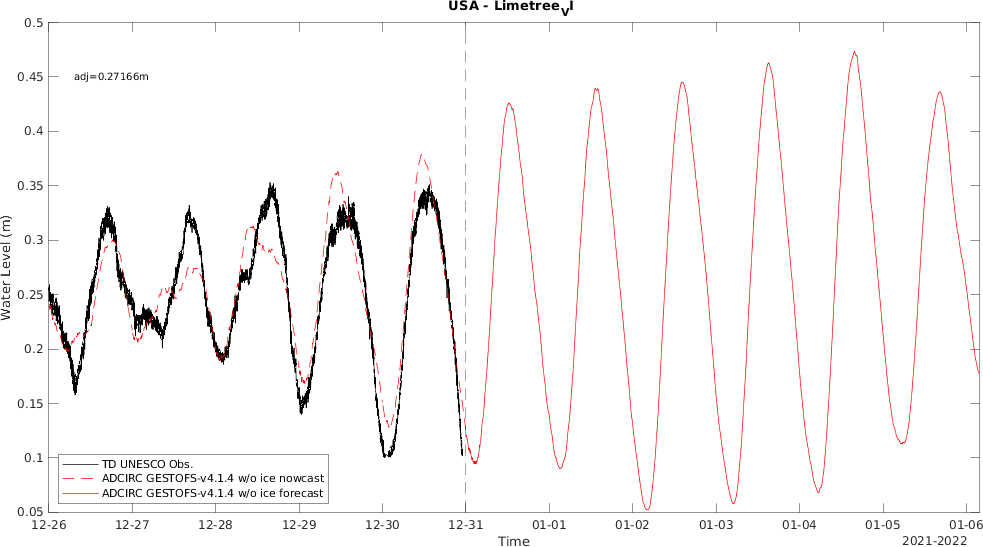 USA - Limetree_VI
adj=0.27166m
0.5
0.45
0.4
0.35
0.3
0.25
0.2
0.15
0.1
0.05
Water Level (m)
TD UNESCO Obs.
ADCIRC GESTOFS-v4.1.4 w/o ice nowcast
ADCIRC GESTOFS-v4.1.4 w/o ice forecast
12-26 12-27 12-28 12-29 12-30 12-31 01-01 01-02 01-03 01-04 01-05 01-06
Time
2021-2022